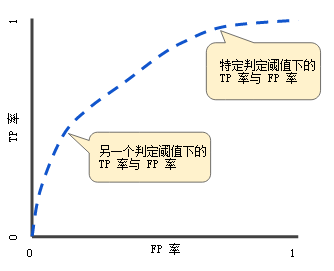 1
特定判定阈值下的
TP 率与 FP 率
TP 率
另一个判定阈值下的
TP 率与 FP 率
0
0
FP 率
1